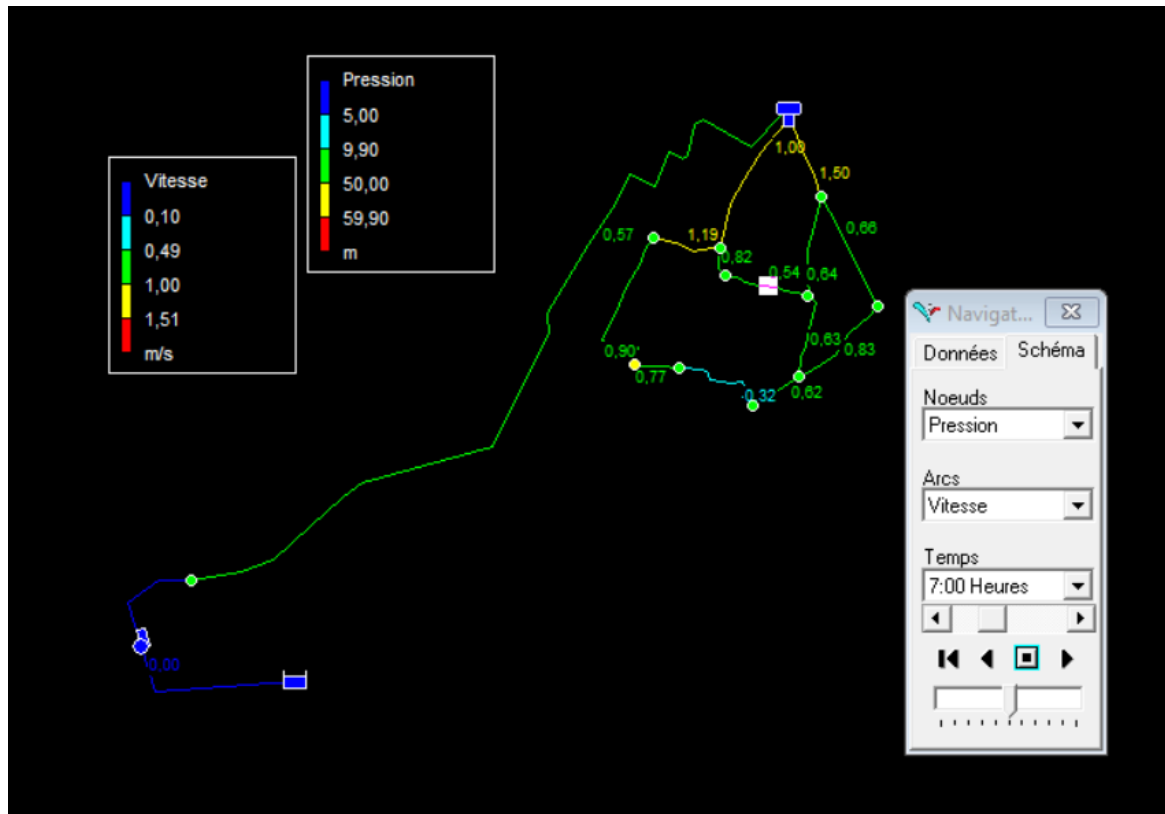 Pression
5,00
9,90
50,00
59,90
m
Vitesse
0,10
0,49
1,00
1,51
m/s
1,00
1,50
0,57
1,19
0,66
0,82
0,54
0,64
0,63
0,83
0,90
0,77
0,32
0,62
0,00
Navigat...
Données
Schéma
Noeuds
Pression
Arcs
Vitesse
Temps
7:00 Heures